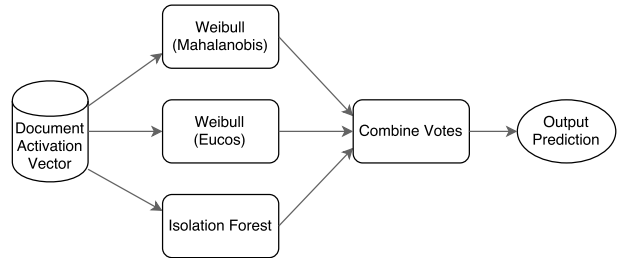 Document
Activation
Vector
Weibull
(Mahalanobis)
Weibull
(Eucos)
Isolation Forest
Combine Votes
Output
Prediction